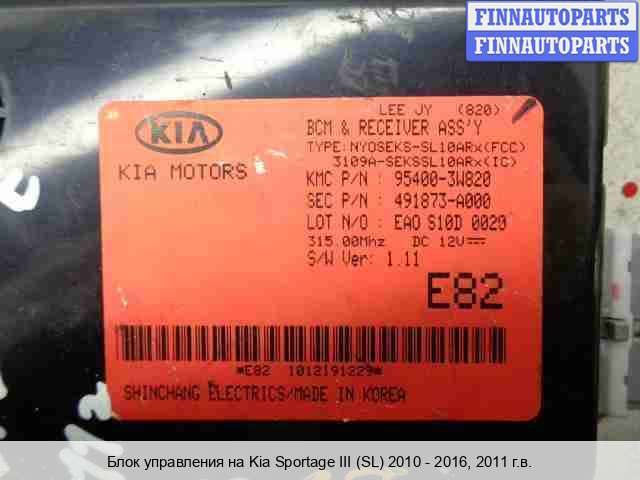 FINNAUTOPARTS
FINNAUTOPARTS
LEE JY (820)
KIA
KIA MOTORS
BCM & RECEIVER ASS'Y
TYPE: NYOSEKS-SL10ARx(FCC)
3109A-SEKSSL10ARx(IC)
KMC P/N : 95400-3W820
SEC P/N : 491873-A000
LOT N/O : EAO S10D 0020
315.00Mhz DC 12V
S/W Ver: 1.11
E82
*E82 1012191229*
SHINCHANG ELECTRICS/MADE IN KOREA
Блок управления на Kia Sportage III (SL) 2010 - 2016, 2011 г.в.